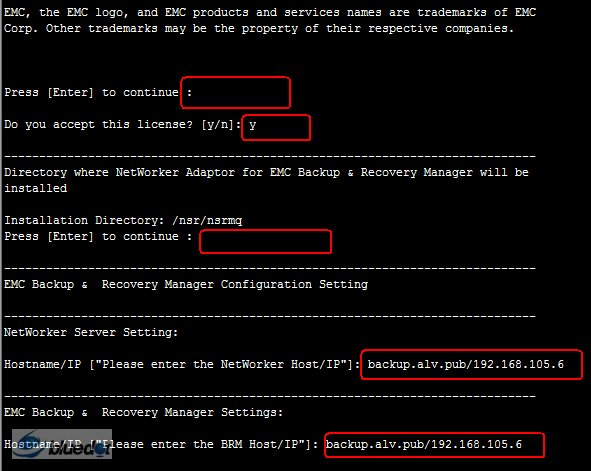 EMC, the EMC logo, and EMC products and services names are trademarks of EMC
Corp. Other trademarks may be the property of their respective companies.
Press [Enter] to continue :
Do you accept this license? [y/n]: y
----------------------------------------------------------------------------
Directory where NetWorker Adaptor for EMC Backup & Recovery Manager will be
installed
Installation Directory: /nsr/nsrmq
Press [Enter] to continue :
----------------------------------------------------------------------------
EMC Backup &  Recovery Manager Configuration Setting
----------------------------------------------------------------------------
NetWorker Server Setting:
Hostname/IP ["Please enter the NetWorker Host/IP"]: backup.alv.pub/192.168.105.6
----------------------------------------------------------------------------
EMC Backup &  Recovery Manager Settings:
Hostname/IP ["Please enter the BRM Host/IP"]: backup.alv.pub/192.168.105.6